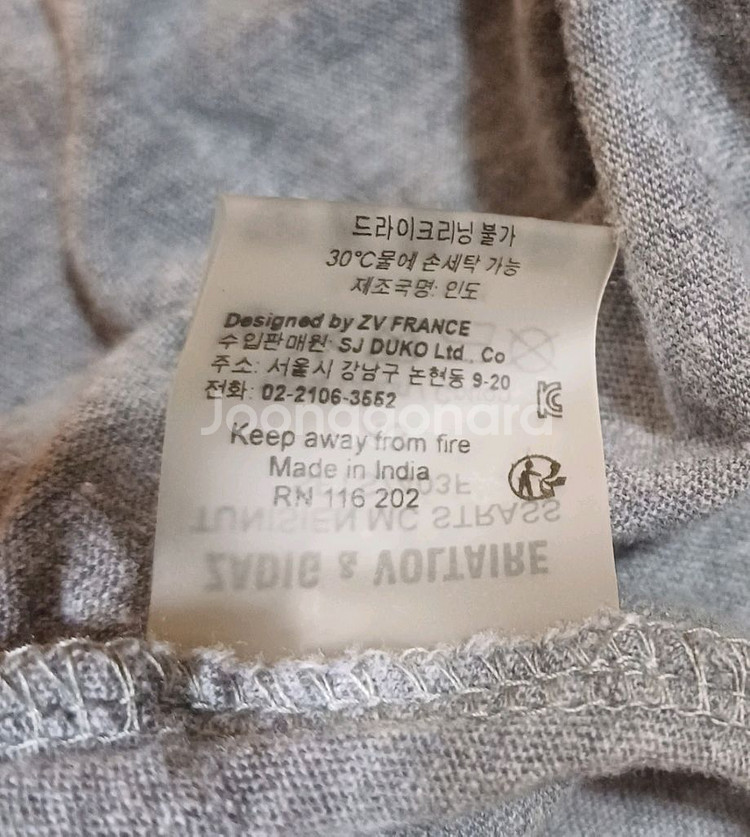 드라이크리닝 불가
30°C물에 손세탁 가능
제조국명: 인도
Designed by ZV FRANCE
수입판매원: SJ DUKO Ltd., Co
주소: 서울시 강남구 논현동 9-20
전화: 02-2106-3552
Joonggonara
Keep away from fire
Made in India
RN 116 202
TUNISIEN MC STRASS
ZADIG & VOLTAIRE